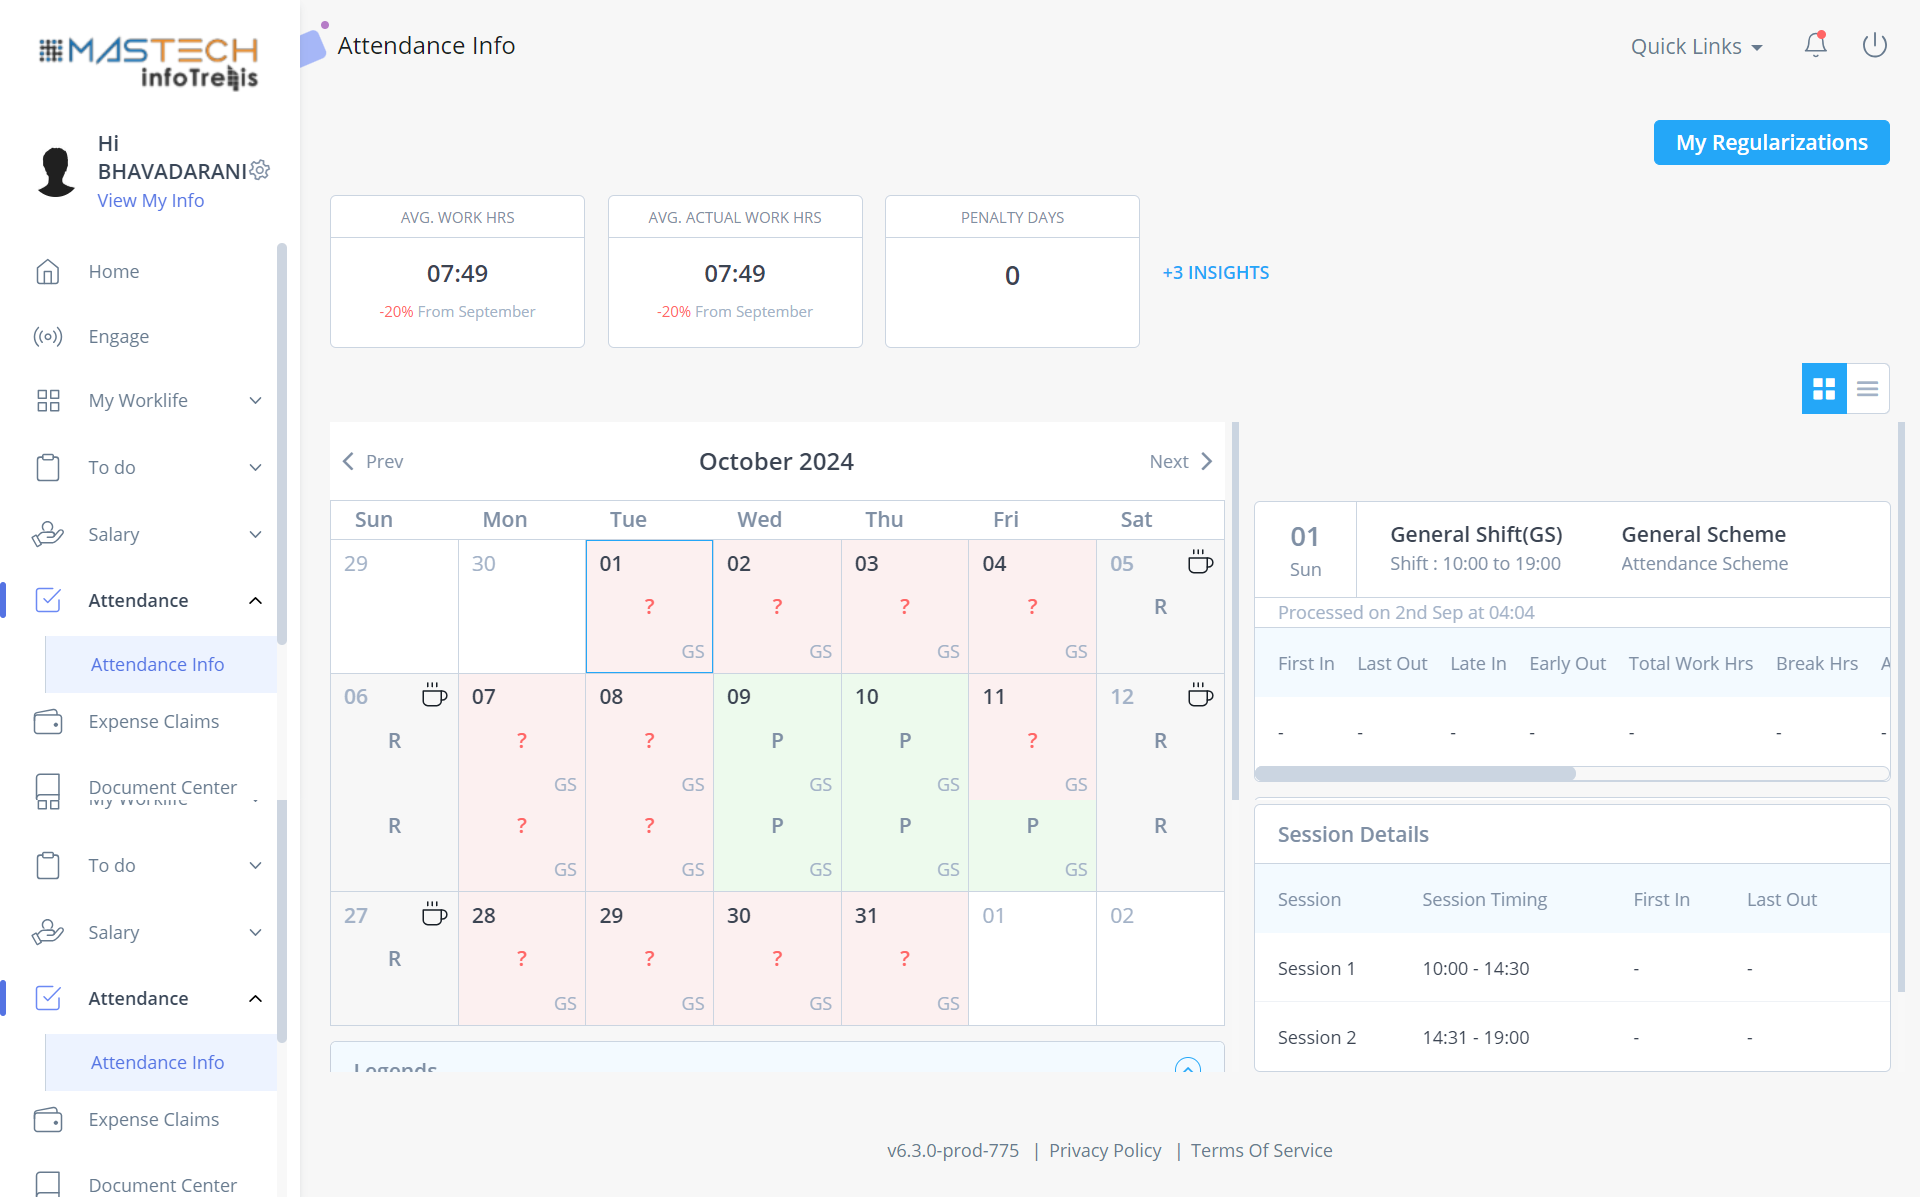 MASTECH
infoTrellis
Attendance Info
Quick Links
Hi
BHAVADARANI
View My Info
My Regularizations
AVG. WORK HRS
07:49
-20% From September
AVG. ACTUAL WORK HRS
07:49
-20% From September
PENALTY DAYS
0
+3 INSIGHTS
Home
Engage
My Worklife
To do
Salary
Attendance
Attendance Info
Expense Claims
Document Center
My Worklife
To do
Salary
Attendance
Attendance Info
Expense Claims
Document Center
Prev
October 2024
Next
Sun Mon Tue Wed Thu Fri Sat
29 30 01 02 03 04 05
? ? ? ? R
GS GS GS GS
06 07 08 09 10 11 12
R ? ? P P ? R
GS GS GS GS GS
R ? ? P P P R
GS GS GS GS GS
27 28 29 30 31 01 02
R ? ? ? ?
GS GS GS GS
Legends
01
Sun
General Shift(GS)
Shift : 10:00 to 19:00
General Scheme
Attendance Scheme
Processed on 2nd Sep at 04:04
First In Last Out Late In Early Out Total Work Hrs Break Hrs A
- - - - - - -
Session Details
Session Session Timing First In Last Out
Session 1 10:00 - 14:30 - -
Session 2 14:31 - 19:00 - -
v6.3.0-prod-775 | Privacy Policy | Terms Of Service